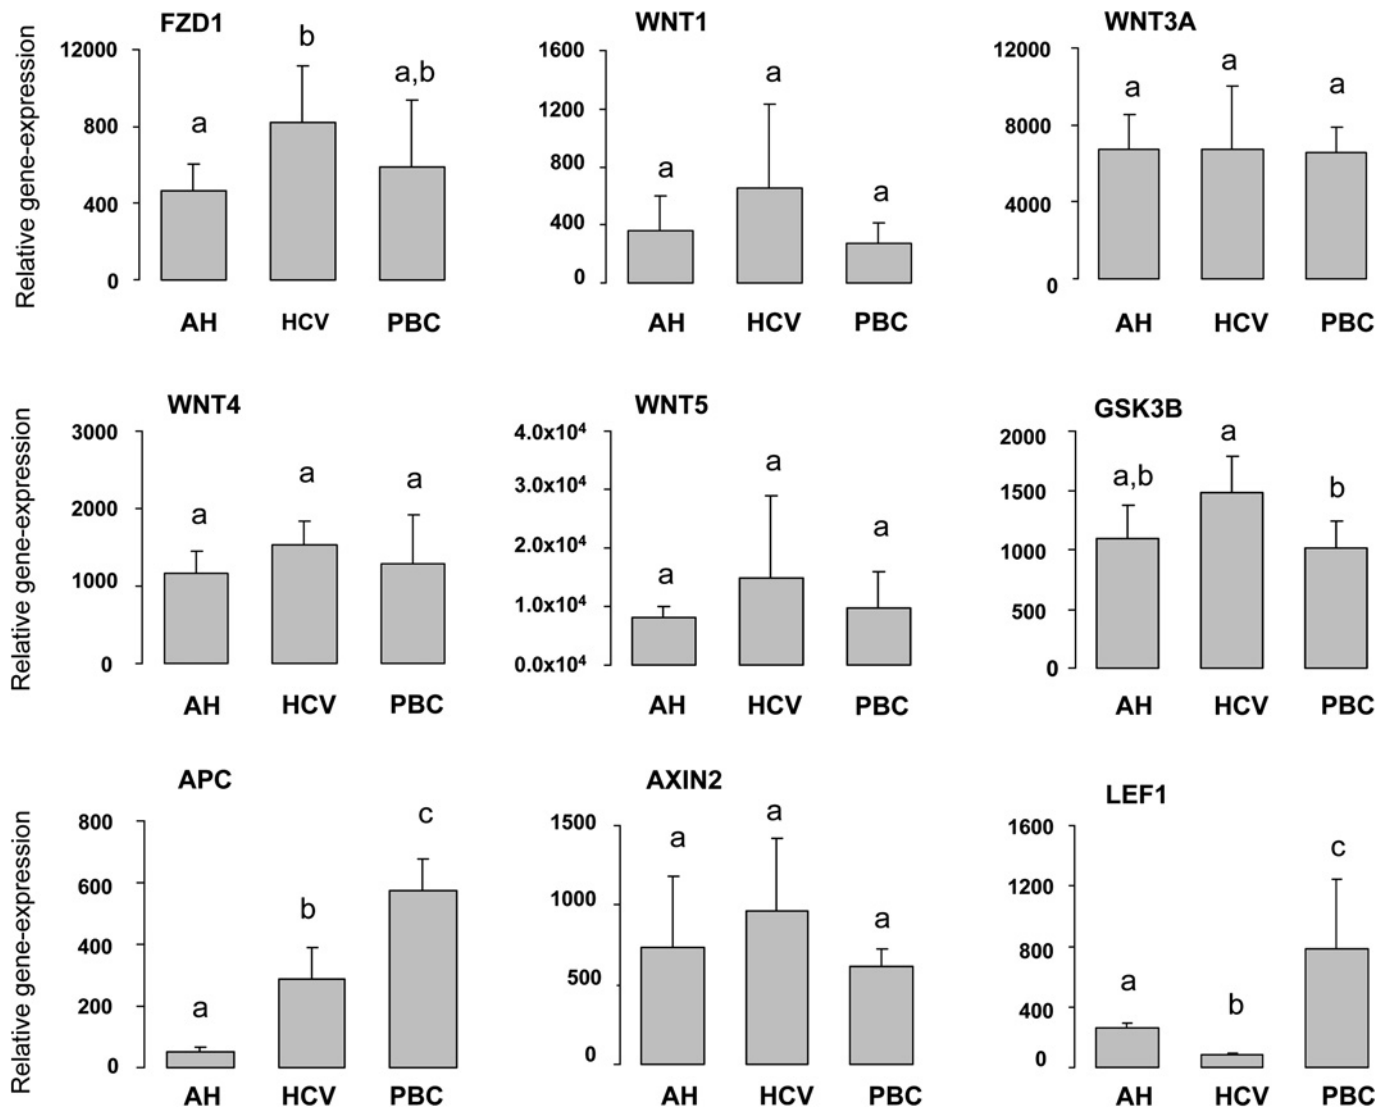 FZD1
Relative gene-expression
12000
800
400
0
a
b
a,b
AH HCV PBC
WNT1
1600
1200
800
400
0
a
a
a
AH HCV PBC
WNT3A
12000
8000
4000
0
a
a
a
AH HCV PBC
WNT4
Relative gene-expression
3000
2000
1000
0
a
a
a
AH HCV PBC
WNT5
4.0x10⁴
3.0x10⁴
2.0x10⁴
1.0x10⁴
0.0x10⁴
a
a
a
AH HCV PBC
GSK3B
2000
1500
1000
500
0
a,b
a
b
AH HCV PBC
APC
Relative gene-expression
800
600
400
200
0
a
b
c
AH HCV PBC
AXIN2
1500
1000
500
0
a
a
a
AH HCV PBC
LEF1
1600
1200
800
400
0
a
b
c
AH HCV PBC